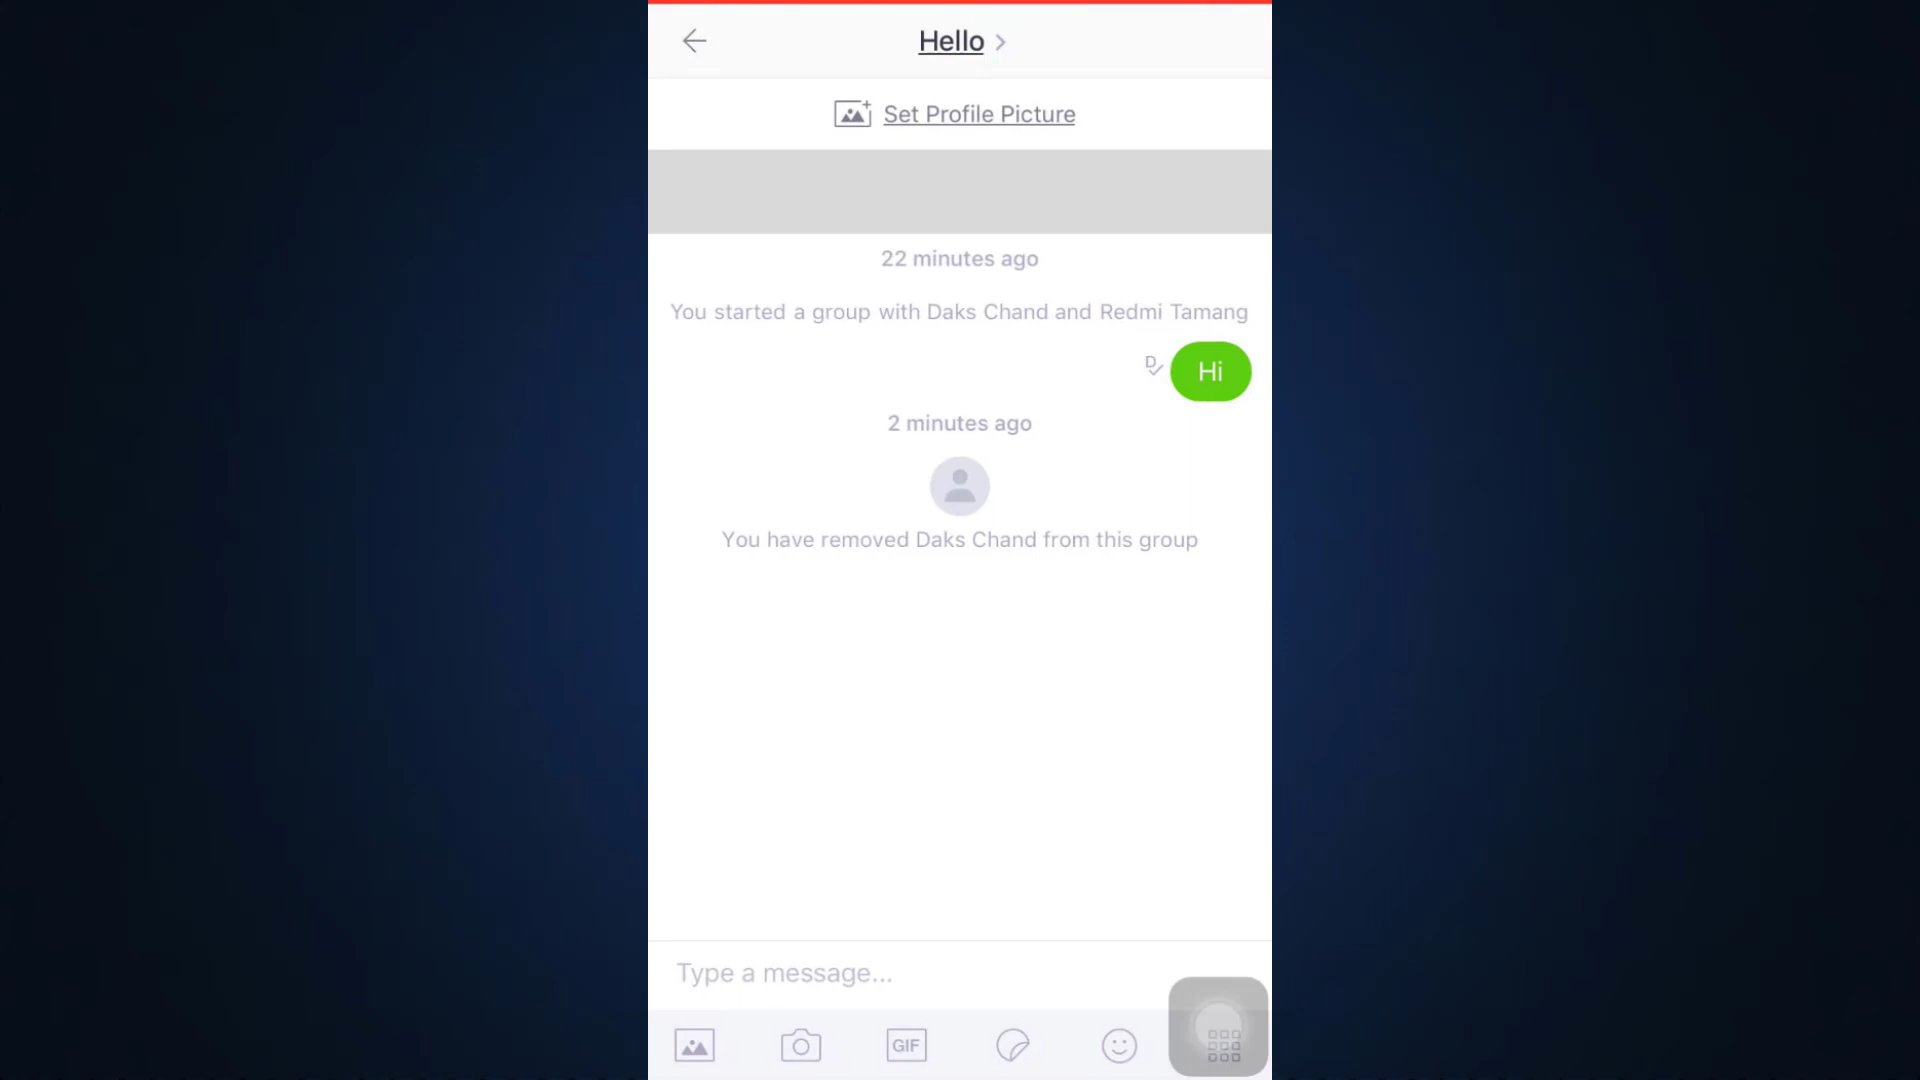 Hello
Set Profile Picture
22 minutes ago
You started a group with Daks Chand and Redmi Tamang
D
Hi
2 minutes ago
You have removed Daks Chand from this group
Type a message...
GIF